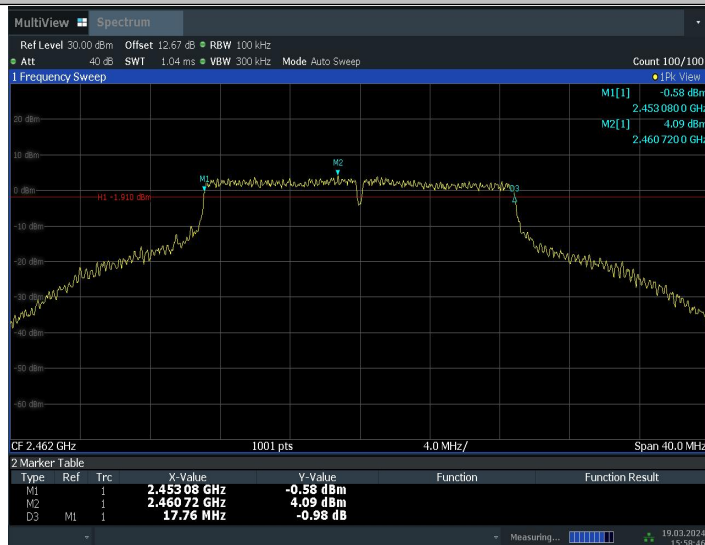 MultiView Spectrum
Ref Level 30.00 dBm Offset 12.67 dB RBW 100 kHz
Att 40 dB SWT 1.04 ms VBW 300 kHz Mode Auto Sweep Count 100/100
1 Frequency Sweep 1Pk View
M1[1] -0.58 dBm
2.453 080 0 GHz
M2[1] 4.09 dBm
2.460 720 0 GHz
20 dBm
10 dBm
M2
M1
0 dBm
D3
H1 -1.910 dBm
-10 dBm
-20 dBm
-30 dBm
-40 dBm
-50 dBm
-60 dBm
CF 2.462 GHz 1001 pts 4.0 MHz/ Span 40.0 MHz
2 Marker Table
Type Ref Trc X-Value Y-Value Function Function Result
M1 1 2.453 08 GHz -0.58 dBm
M2 1 2.460 72 GHz 4.09 dBm
D3 M1 1 17.76 MHz -0.98 dB
Measuring... 19.03.2024
15:58:46